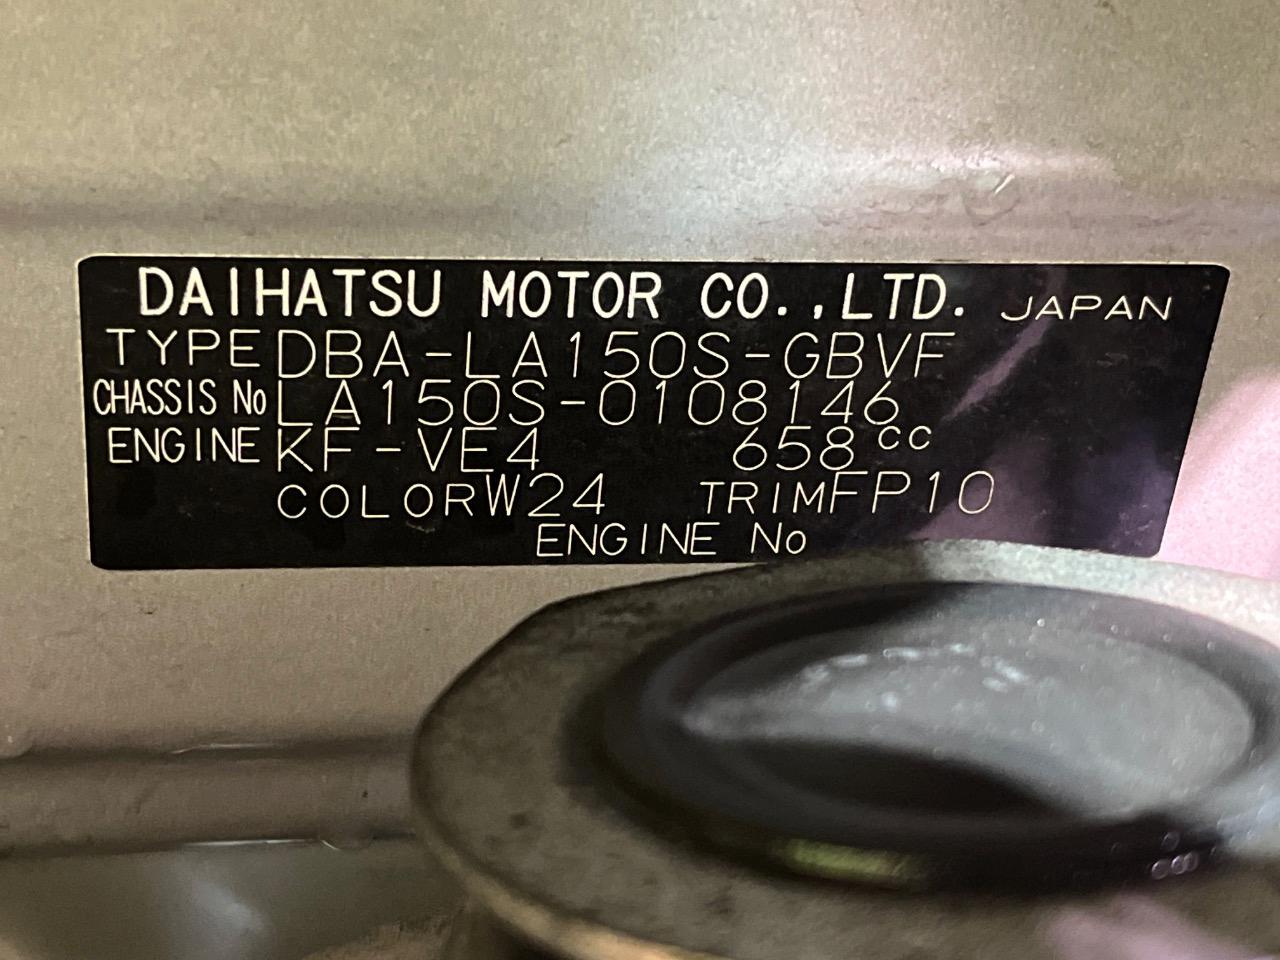 DAIHATSU MOTOR CO.,LTD. JAPAN
TYPE DBA-LA150S-GBVF
CHASSIS No LA150S-0108146
ENGINE KF-VE4 658cc
COLOR W24 TRIM FP10
ENGINE No